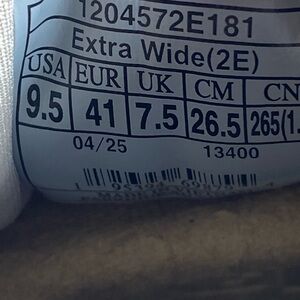 1204572E181
Extra Wide(2E)
USA EUR UK CM CN
9.5 41 7.5 26.5 265(1.
04/25 13400